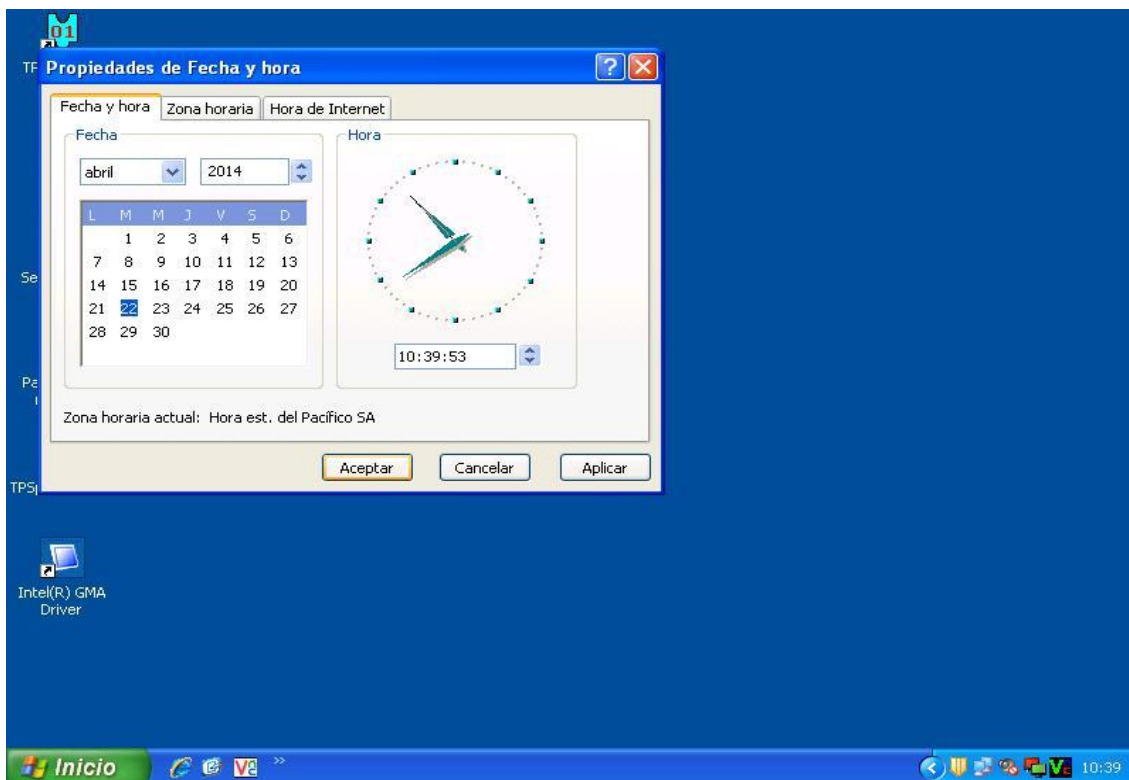 01
TF
Propiedades de Fecha y hora
Fecha y hora Zona horaria Hora de Internet
Fecha
Hora
abril 2014
L M M J V S D
1 2 3 4 5 6
7 8 9 10 11 12 13
14 15 16 17 18 19 20
21 22 23 24 25 26 27
28 29 30
10:39:53
Zona horaria actual: Hora est. del Pacífico SA
Aceptar Cancelar Aplicar
Se
Pa
TPS
Intel(R) GMA
Driver
Inicio
10:39